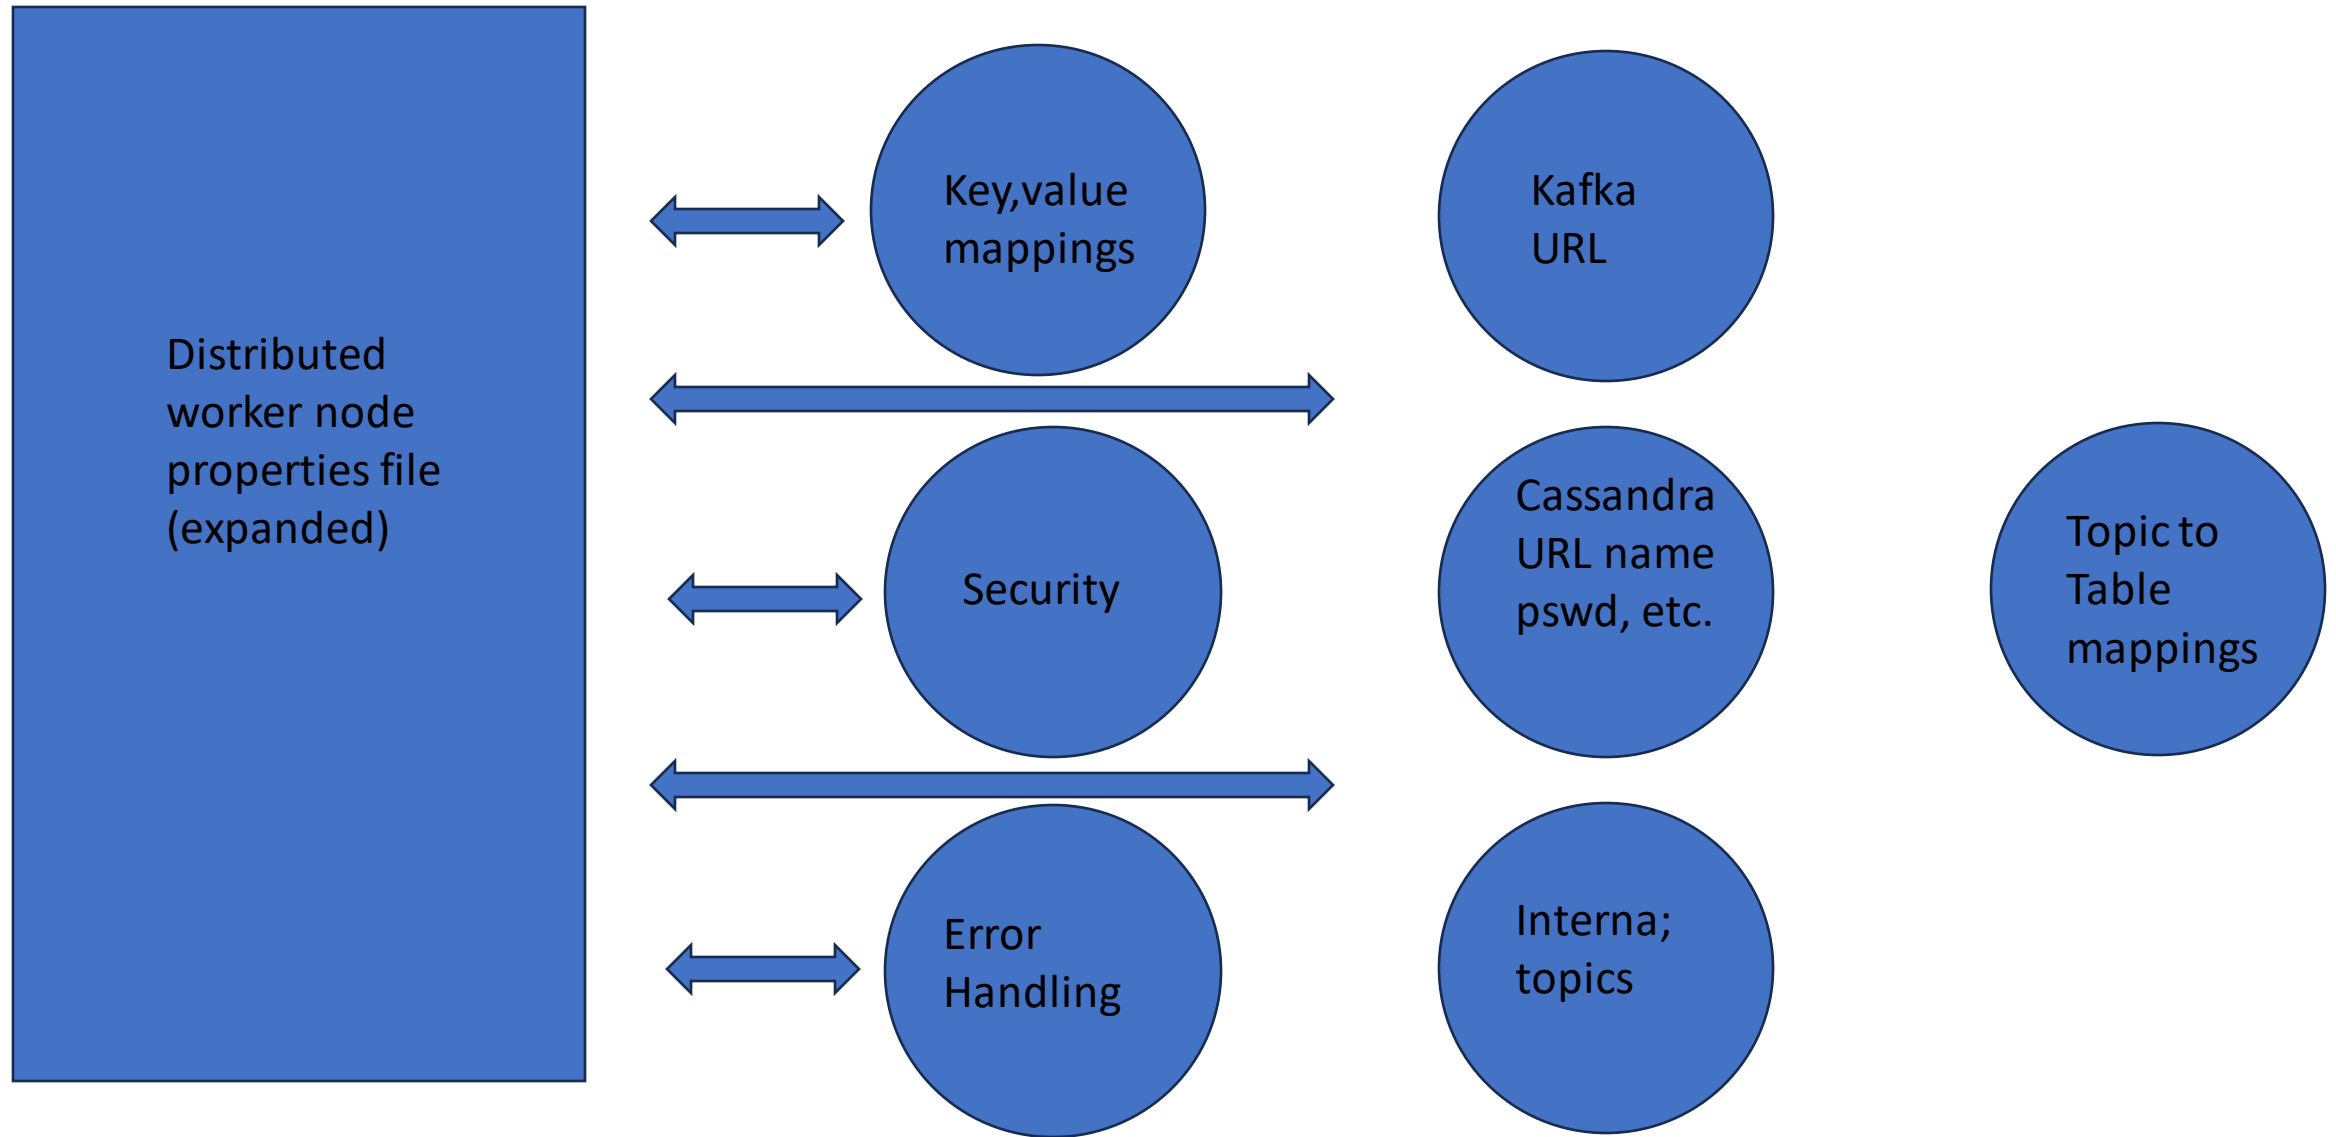 Distributed
worker node
properties file
(expanded)
Key,value
mappings
Kafka
URL
Security
Cassandra
URL name
pswd, etc.
Topic to
Table
mappings
Error
Handling
Interna;
topics